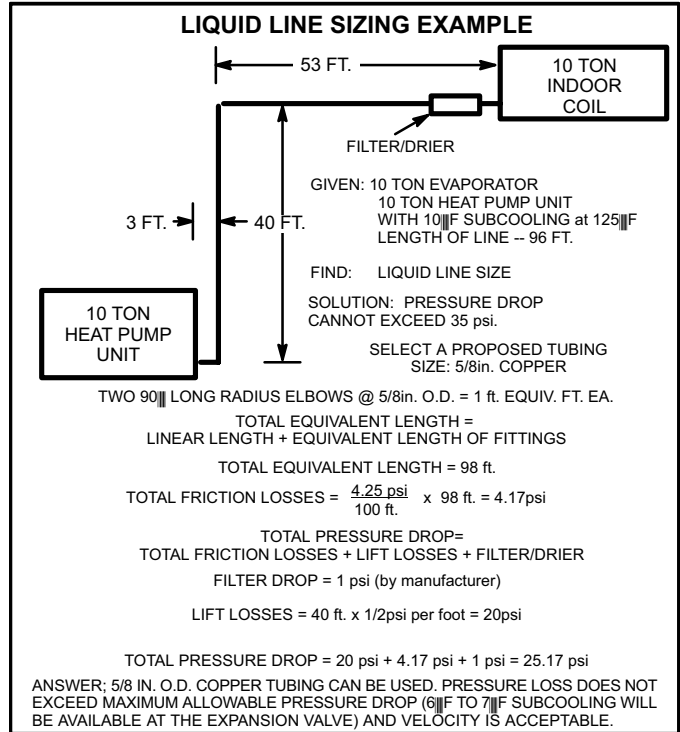 LIQUID LINE SIZING EXAMPLE
53 FT.
10 TON
INDOOR
COIL
FILTER/DRIER
3 FT.
40 FT.
GIVEN: 10 TON EVAPORATOR
10 TON HEAT PUMP UNIT
WITH 10|||F SUBCOOLING at 125|||F
LENGTH OF LINE -- 96 FT.
FIND: LIQUID LINE SIZE
SOLUTION: PRESSURE DROP
CANNOT EXCEED 35 psi.
10 TON
HEAT PUMP
UNIT
SELECT A PROPOSED TUBING
SIZE: 5/8in. COPPER
TWO 90||| LONG RADIUS ELBOWS @ 5/8in. O.D. = 1 ft. EQUIV. FT. EA.
TOTAL EQUIVALENT LENGTH =
LINEAR LENGTH + EQUIVALENT LENGTH OF FITTINGS
TOTAL EQUIVALENT LENGTH = 98 ft.
TOTAL FRICTION LOSSES = 4.25 psi
100 ft. x 98 ft. = 4.17psi
TOTAL PRESSURE DROP=
TOTAL FRICTION LOSSES + LIFT LOSSES + FILTER/DRIER
FILTER DROP = 1 psi (by manufacturer)
LIFT LOSSES = 40 ft. x 1/2psi per foot = 20psi
TOTAL PRESSURE DROP = 20 psi + 4.17 psi + 1 psi = 25.17 psi
ANSWER; 5/8 IN. O.D. COPPER TUBING CAN BE USED. PRESSURE LOSS DOES NOT
EXCEED MAXIMUM ALLOWABLE PRESSURE DROP (6|||F TO 7|||F SUBCOOLING WILL
BE AVAILABLE AT THE EXPANSION VALVE) AND VELOCITY IS ACCEPTABLE.